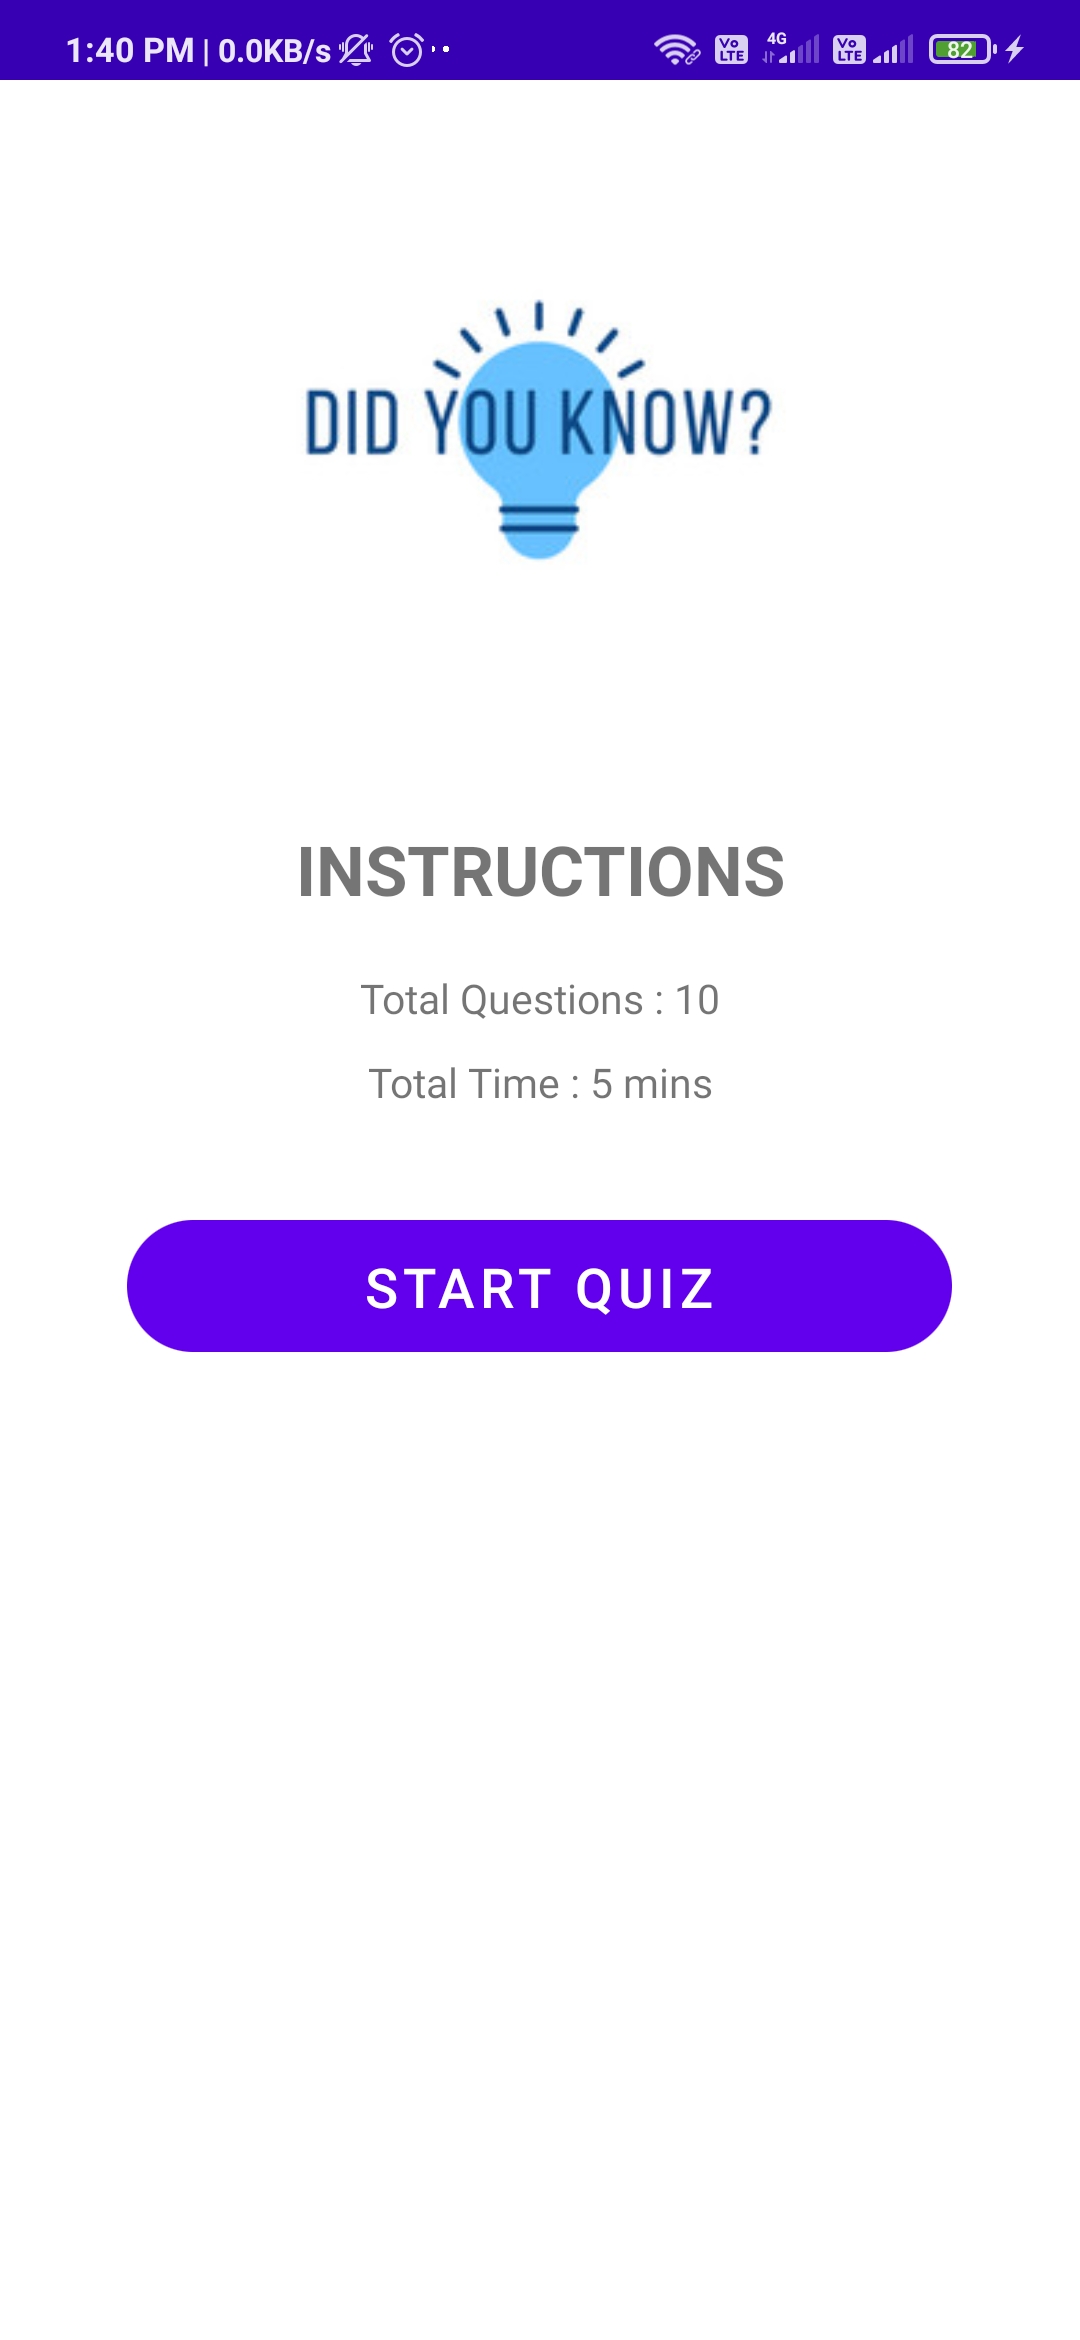 1:40 PM | 0.0KB/s
Vo LTE 4G Vo LTE 82
DID YOU KNOW?
INSTRUCTIONS
Total Questions : 10
Total Time : 5 mins
START QUIZ